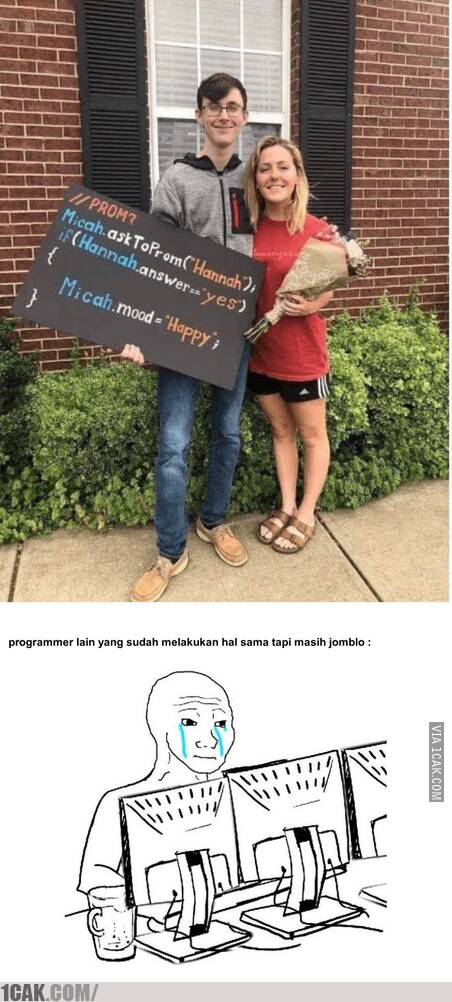 //PROM?
Micah.askToProm("Hannah");
if(Hannah.answer=="yes")
{
Micah.mood="Happy";
}
programmer lain yang sudah melakukan hal sama tapi masih jomblo :
VIA 1CAK.COM
1CAK.COM/